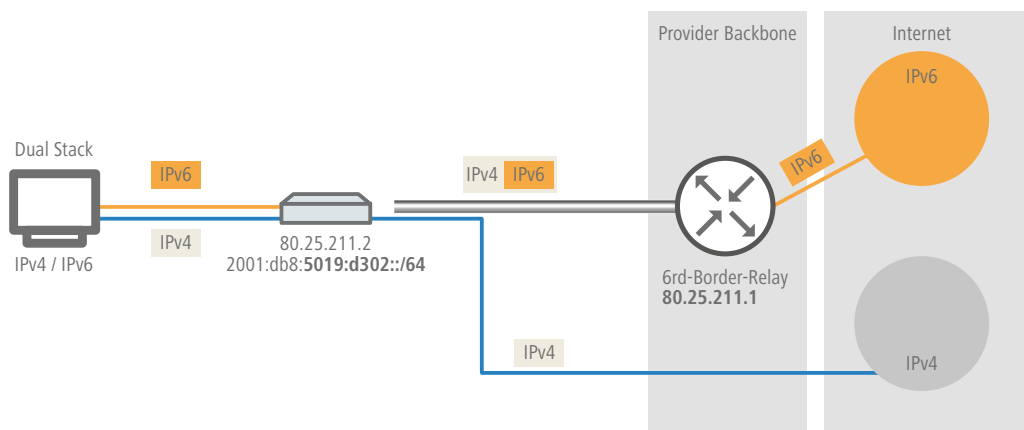 Provider Backbone
Internet
IPv6
Dual Stack
IPv6
IPv4 IPv6
IPv6
IPv4
IPv4 / IPv6
80.25.211.2
2001:db8:5019:d302::/64
6rd-Border-Relay
80.25.211.1
IPv4
IPv4